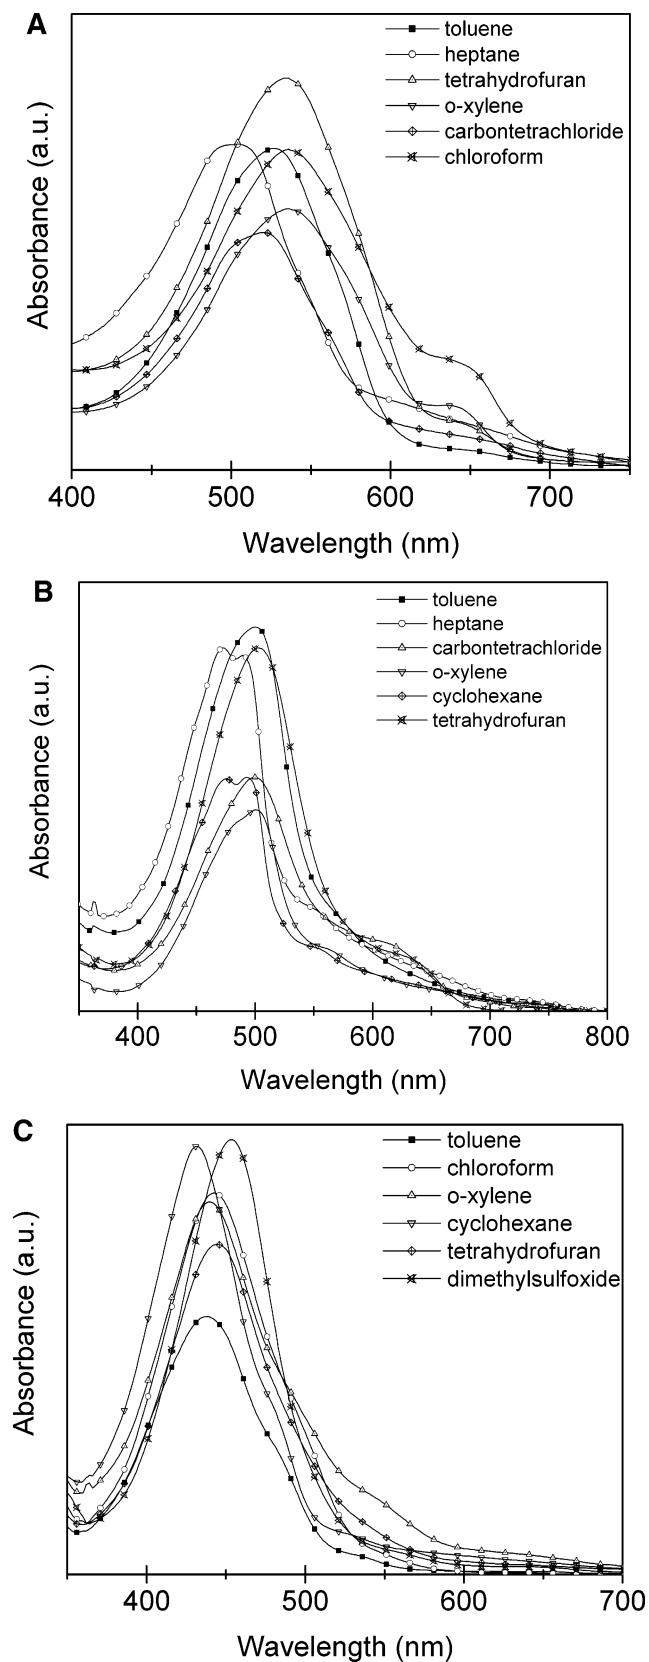 A
toluene
heptane
tetrahydrofuran
o-xylene
carbontetrachloride
chloroform
Absorbance (a.u.)
400 500 600 700
Wavelength (nm)
B
toluene
heptane
carbontetrachloride
o-xylene
cyclohexane
tetrahydrofuran
Absorbance (a.u.)
400 500 600 700 800
Wavelength (nm)
C
toluene
chloroform
o-xylene
cyclohexane
tetrahydrofuran
dimethylsulfoxide
Absorbance (a.u.)
400 500 600 700
Wavelength (nm)